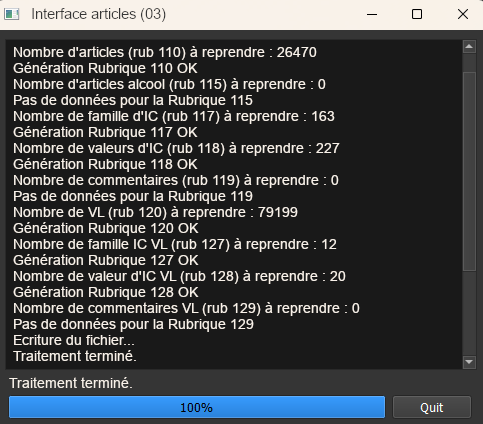 Interface articles (03)
Nombre d'articles (rub 110) à reprendre : 26470
Génération Rubrique 110 OK
Nombre d'articles alcool (rub 115) à reprendre : 0
Pas de données pour la Rubrique 115
Nombre de famille d'IC (rub 117) à reprendre : 163
Génération Rubrique 117 OK
Nombre de valeurs d'IC (rub 118) à reprendre : 227
Génération Rubrique 118 OK
Nombre de commentaires (rub 119) à reprendre : 0
Pas de données pour la Rubrique 119
Nombre de VL (rub 120) à reprendre : 79199
Génération Rubrique 120 OK
Nombre de famille IC VL (rub 127) à reprendre : 12
Génération Rubrique 127 OK
Nombre de valeur d'IC VL (rub 128) à reprendre : 20
Génération Rubrique 128 OK
Nombre de commentaires VL (rub 129) à reprendre : 0
Pas de données pour la Rubrique 129
Ecriture du fichier...
Traitement terminé.
Traitement terminé.
100%
Quit